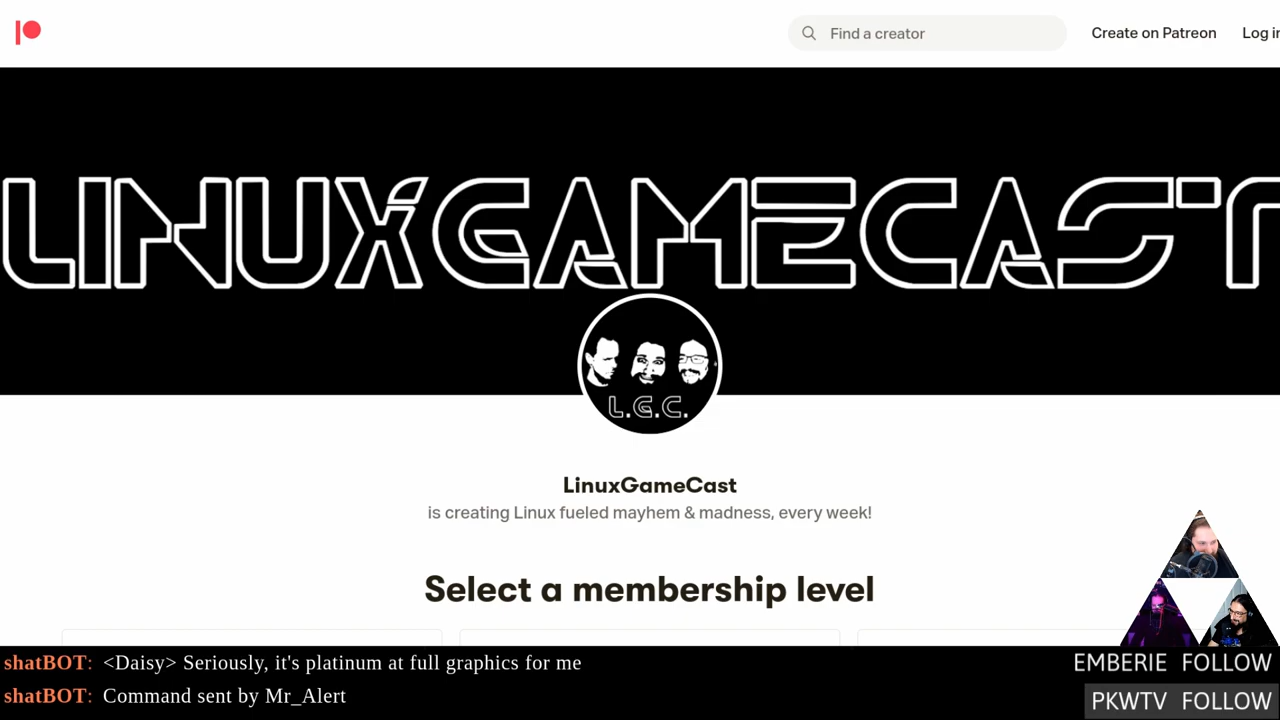 Find a creator
Create on Patreon
Log in
LINUXGAMECAST
L.G.C.
LinuxGameCast
is creating Linux fueled mayhem & madness, every week!
Select a membership level
shatBOT: <Daisy> Seriously, it's platinum at full graphics for me
shatBOT: Command sent by Mr_Alert
EMBERIE FOLLOW
PKWTV FOLLOW